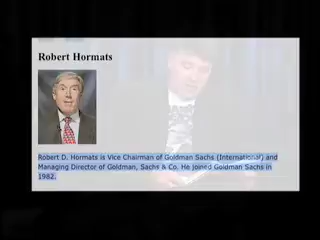 Robert Hormats
Robert D. Hormats is Vice Chairman of Goldman Sachs (International) and
Managing Director of Goldman, Sachs & Co. He joined Goldman Sachs in
1982.